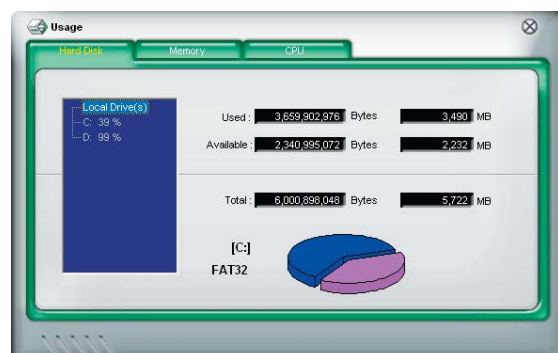 Usage
Hard Disk Memory CPU
Local Drive(s)
C: 39 %
D: 99 %
Used : 3,659,902,976 Bytes 3,490 MB
Available : 2,340,995,072 Bytes 2,232 MB
Total : 6,000,898,048 Bytes 5,722 MB
[C:]
FAT32